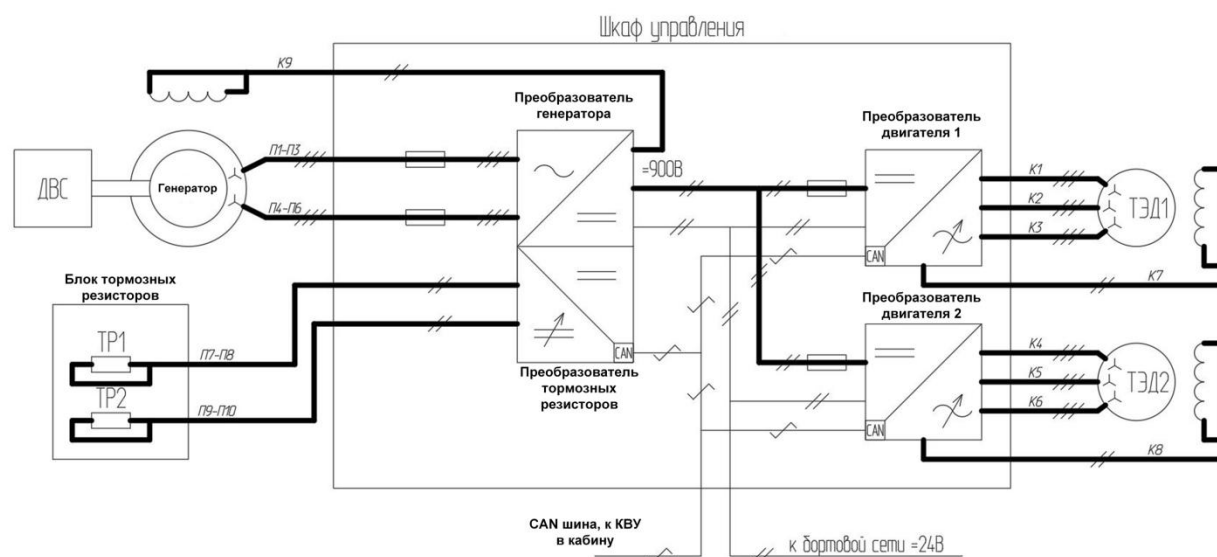 Шкаф управления
К9
Преобразователь
генератора
Преобразователь
двигателя 1
=900В
П1-П3
К1
К2
К3
ДВС
Генератор
ТЭД1
П4-П6
CAN
К7
Блок тормозных
резисторов
Преобразователь
двигателя 2
ТР1
П7-П8
CAN
К4
К5
К6
ТЭД2
Преобразователь
тормозных
резисторов
ТР2
П9-П10
CAN
К8
CAN шина, к КВУ
в кабину
к бортовой сети =24В